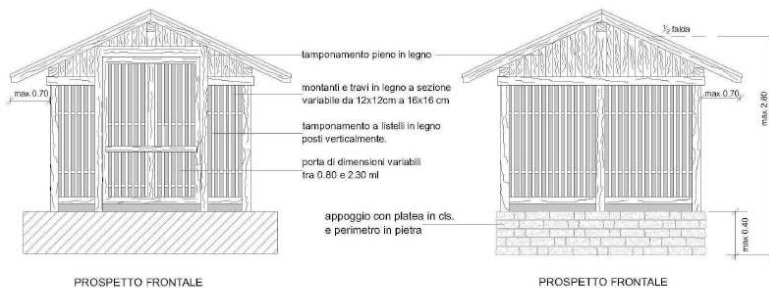 ½ falda
tamponamento pieno in legno
max 0.70
montanti e travi in legno a sezione
variabile da 12x12cm a 16x16 cm
max 0.70
max 2.80
tamponamento a listelli in legno
posti verticalmente.
porta di dimensioni variabili
tra 0.80 e 2.30 ml
appoggio con platea in cls.
e perimetro in pietra
max 0.40
PROSPETTO FRONTALE
PROSPETTO FRONTALE